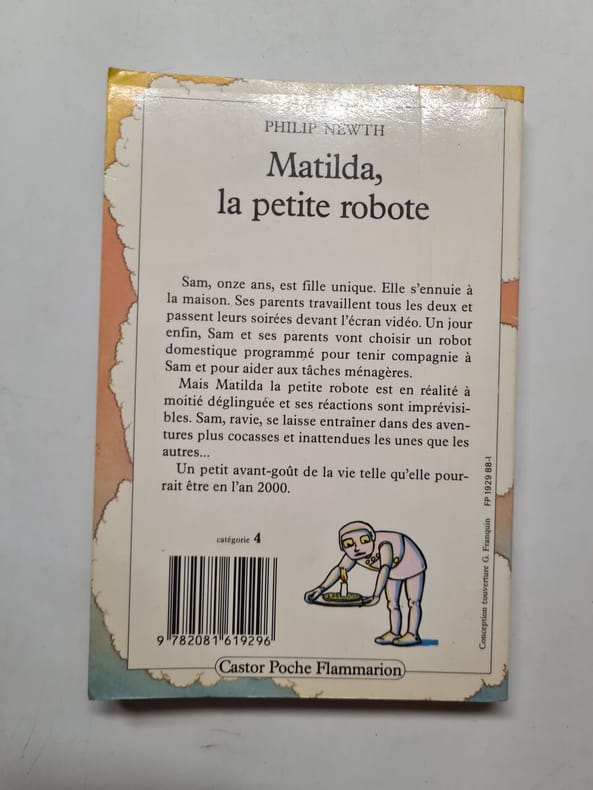 PHILIP NEWTH
Matilda,
la petite robote
Sam, onze ans, est fille unique. Elle s'ennuie à
la maison. Ses parents travaillent tous les deux et
passent leurs soirées devant l'écran vidéo. Un jour
enfin, Sam et ses parents vont choisir un robot
domestique programmé pour tenir compagnie à
Sam et pour aider aux tâches ménagères.
Mais Matilda la petite robote est en réalité à
moitié déglinguée et ses réactions sont imprévisi-
bles. Sam, ravie, se laisse entraîner dans des aven-
tures plus cocasses et inattendues les unes que les
autres...
Un petit avant-goût de la vie telle qu'elle pour-
rait être en l'an 2000.
catégorie 4
9 782081 619296
Castor Poche Flammarion
Conception couverture G. Franquin FP 1929 88-I